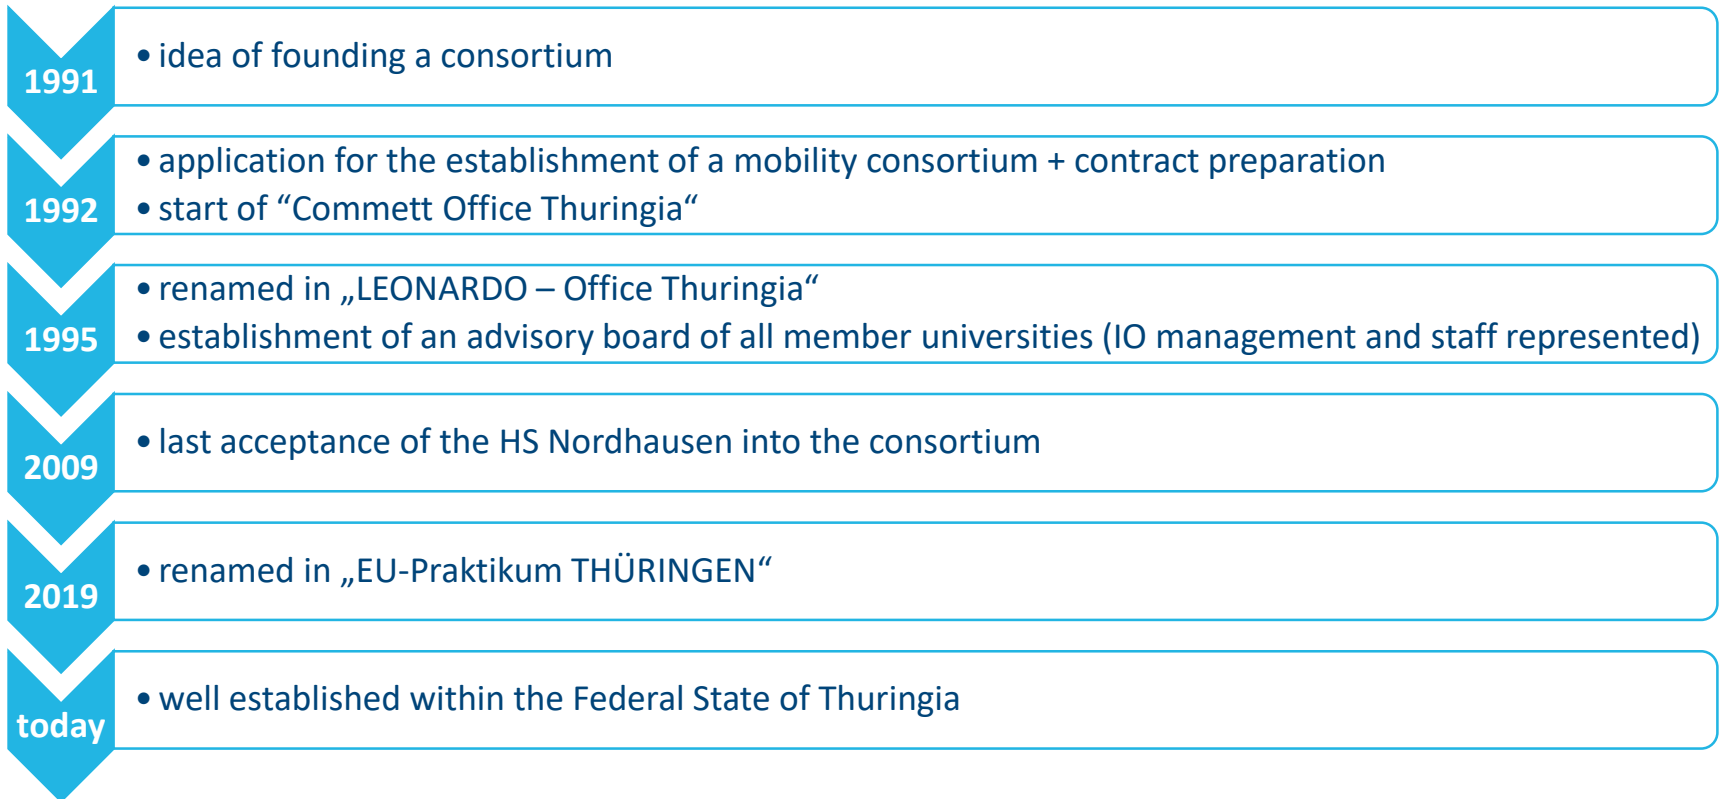 1991
• idea of founding a consortium
1992
• application for the establishment of a mobility consortium + contract preparation
• start of “Commett Office Thuringia“
1995
• renamed in „LEONARDO – Office Thuringia“
• establishment of an advisory board of all member universities (IO management and staff represented)
2009
• last acceptance of the HS Nordhausen into the consortium
2019
• renamed in „EU-Praktikum THÜRINGEN“
today
• well established within the Federal State of Thuringia